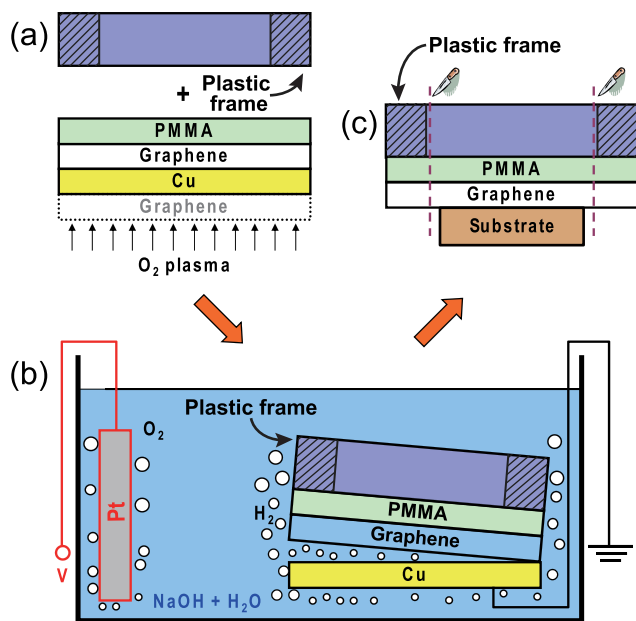 (a)
+ Plastic
frame
PMMA
Graphene
Cu
Graphene
O₂ plasma
Plastic frame
(c)
PMMA
Graphene
Substrate
(b)
Plastic frame
O₂
Pt
V
H₂
PMMA
Graphene
Cu
NaOH + H₂O